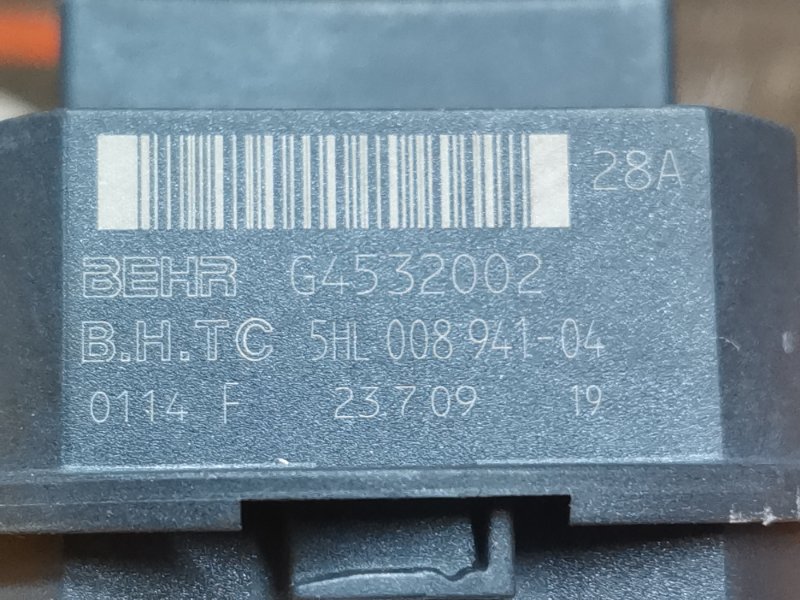 28A
BEHR G4532002
B.H.TC 5HL 008 941-04
0114 F 23.7.09 19